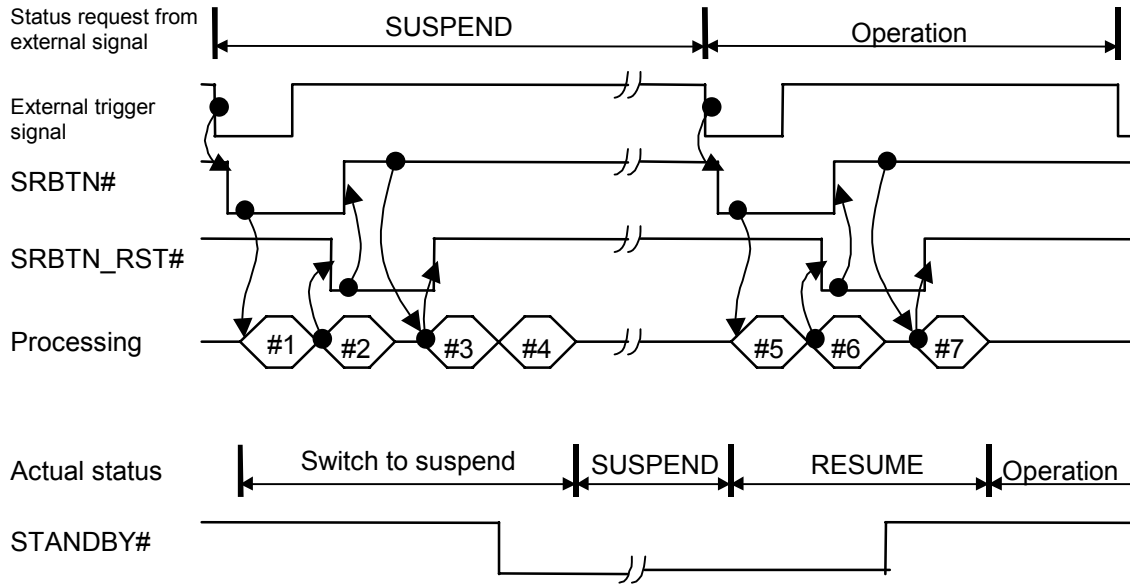 Status request from
external signal
SUSPEND
Operation
External trigger
signal
SRBTN#
SRBTN_RST#
Processing
#1
#2
#3
#4
#5
#6
#7
Actual status
Switch to suspend
SUSPEND
RESUME
Operation
STANDBY#